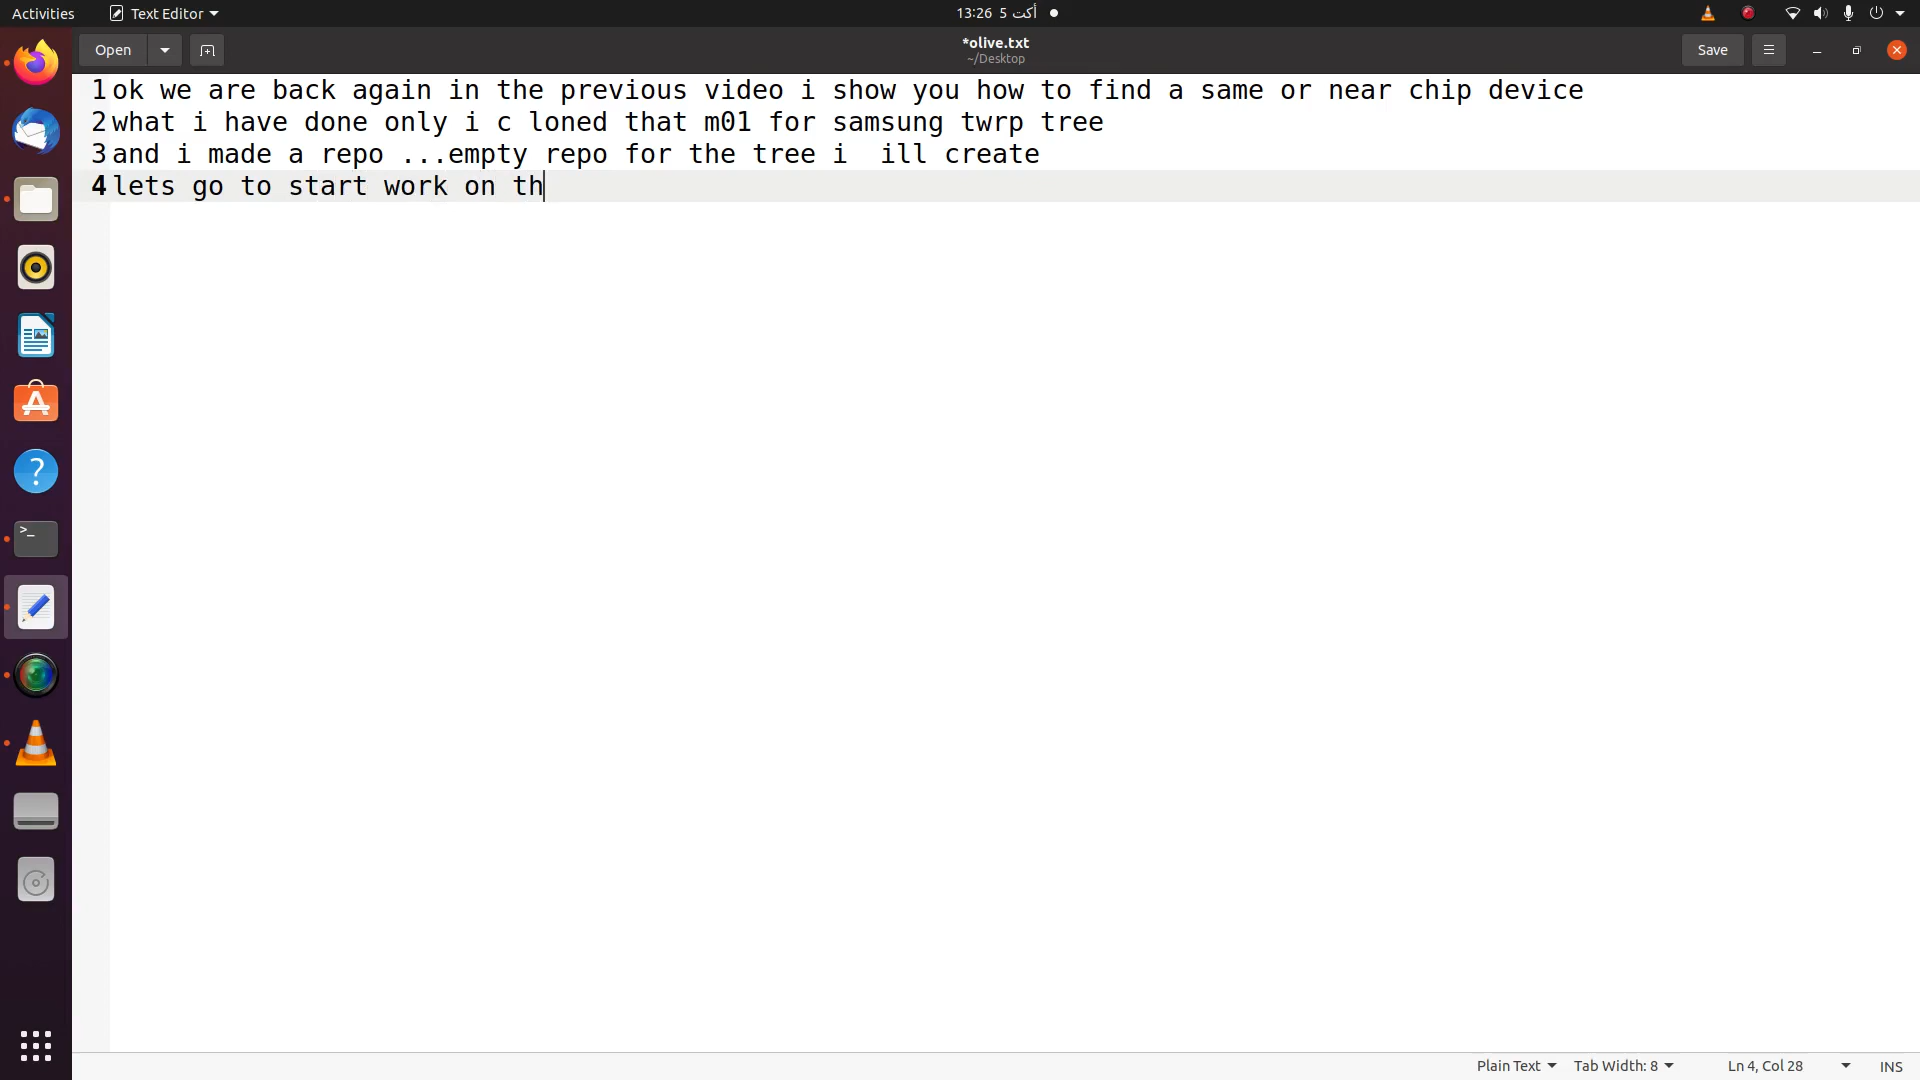 Activities
Text Editor
13:26 5 أكت
Open
*olive.txt
~/Desktop
Save
1 ok we are back again in the previous video i show you how to find a same or near chip device
2 what i have done only i c loned that m01 for samsung twrp tree
3 and i made a repo ...empty repo for the tree i  ill create
4 lets go to start work on th
Plain Text
Tab Width: 8
Ln 4, Col 28
INS